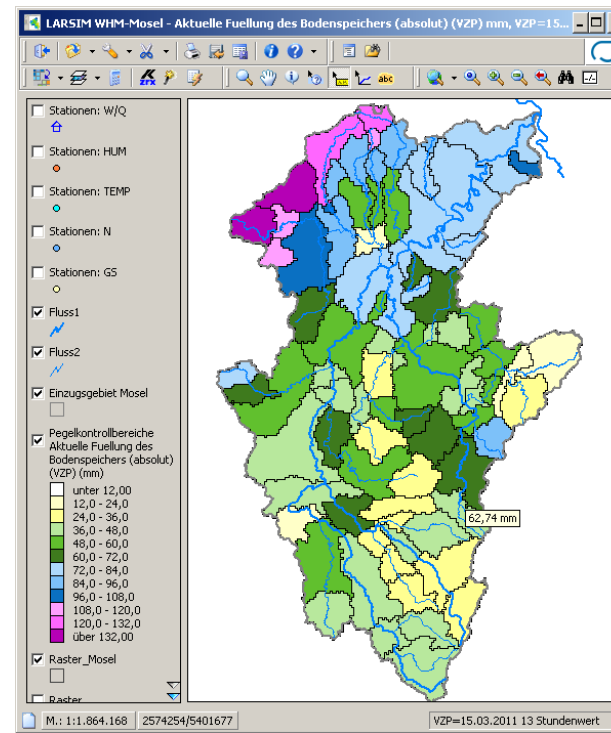 LARSIM WHM-Mosel - Aktuelle Fuellung des Bodenspeichers (absolut) (VZP) mm, VZP=15...
ZRX
abc
Stationen: W/Q
Stationen: HUM
Stationen: TEMP
Stationen: N
Stationen: GS
Fluss1
Fluss2
Einzugsgebiet Mosel
Pegelkontrollbereiche
Aktuelle Fuellung des
Bodenspeichers (absolut)
(VZP) (mm)
unter 12,00
12,0 - 24,0
24,0 - 36,0
36,0 - 48,0
48,0 - 60,0
60,0 - 72,0
72,0 - 84,0
84,0 - 96,0
96,0 - 108,0
108,0 - 120,0
120,0 - 132,0
über 132,00
Raster_Mosel
Raster
62,74 mm
M.: 1:1.864.168
2574254/5401677
VZP=15.03.2011 13 Stundenwert